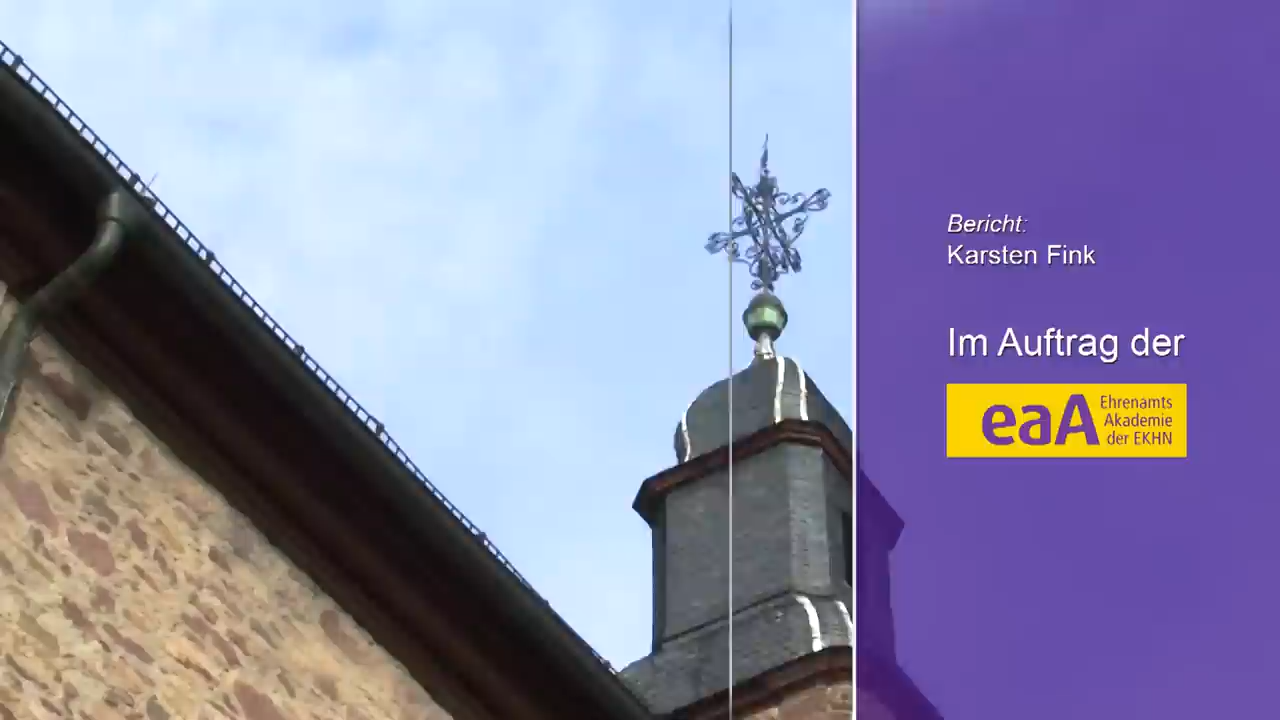 Bericht:
Karsten Fink
Im Auftrag der
eaA
Ehrenamts
Akademie
der EKHN